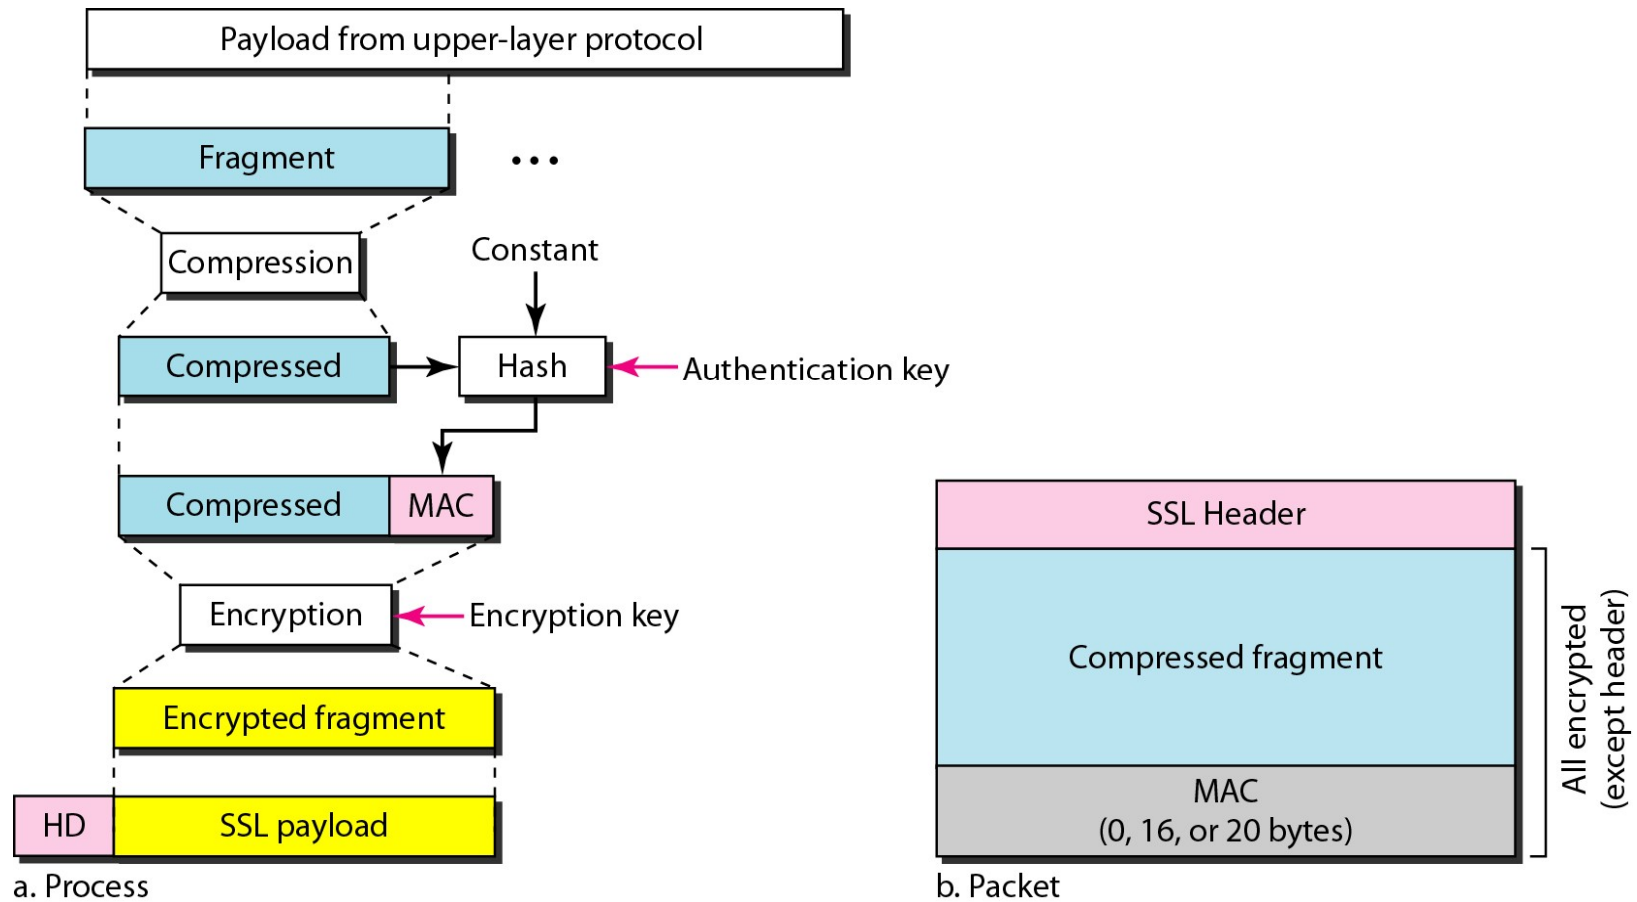 Payload from upper-layer protocol
Fragment
...
Compression
Constant
Compressed
Hash
Authentication key
Compressed
MAC
Encryption
Encryption key
Encrypted fragment
HD
SSL payload
a. Process
SSL Header
Compressed fragment
MAC
(0, 16, or 20 bytes)
All encrypted
(except header)
b. Packet